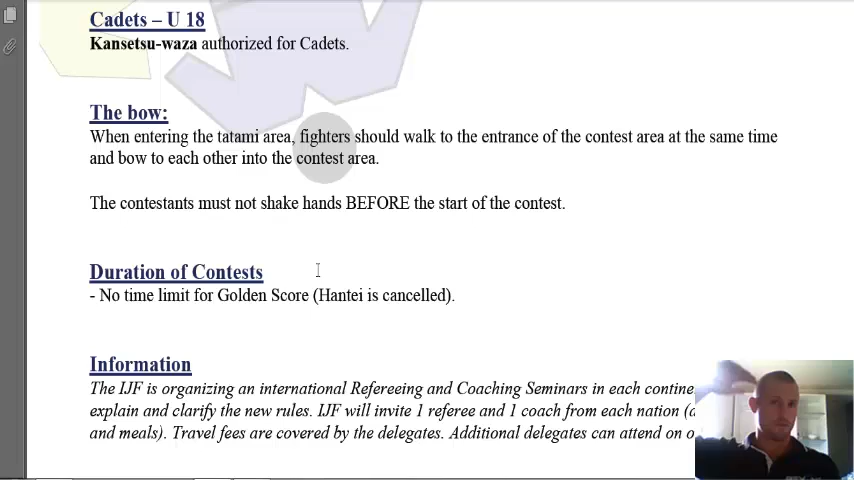 Cadets – U 18
Kansetsu-waza authorized for Cadets.
The bow:
When entering the tatami area, fighters should walk to the entrance of the contest area at the same time
and bow to each other into the contest area.
The contestants must not shake hands BEFORE the start of the contest.
Duration of Contests
- No time limit for Golden Score (Hantei is cancelled).
Information
The IJF is organizing an international Refereeing and Coaching Seminars in each contine
explain and clarify the new rules. IJF will invite 1 referee and 1 coach from each nation (
and meals). Travel fees are covered by the delegates. Additional delegates can attend on